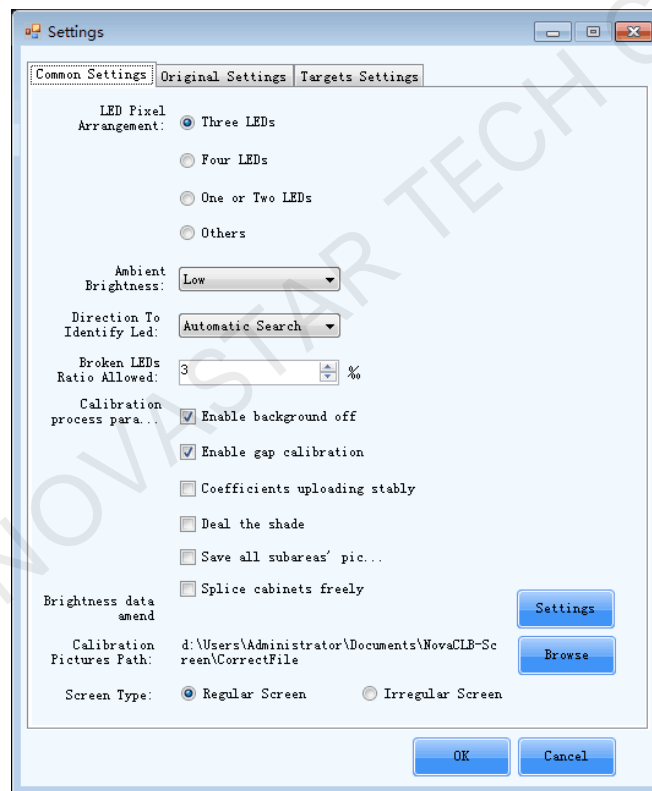 Settings
Common Settings Original Settings Targets Settings
LED Pixel
Arrangement:
Three LEDs
Four LEDs
One or Two LEDs
Others
Ambient
Brightness:
Low
Direction To
Identify Led:
Automatic Search
Broken LEDs
Ratio Allowed:
3 ‰
Calibration
process para...
Enable background off
Enable gap calibration
Coefficients uploading stably
Deal the shade
Save all subareas' pic...
Splice cabinets freely
Brightness data
amend
Settings
Calibration
Pictures Path:
d:\Users\Administrator\Documents\NovaCLB-Sc
reen\CorrectFile
Browse
Screen Type: Regular Screen Irregular Screen
OK Cancel
NOVASTAR TECH C